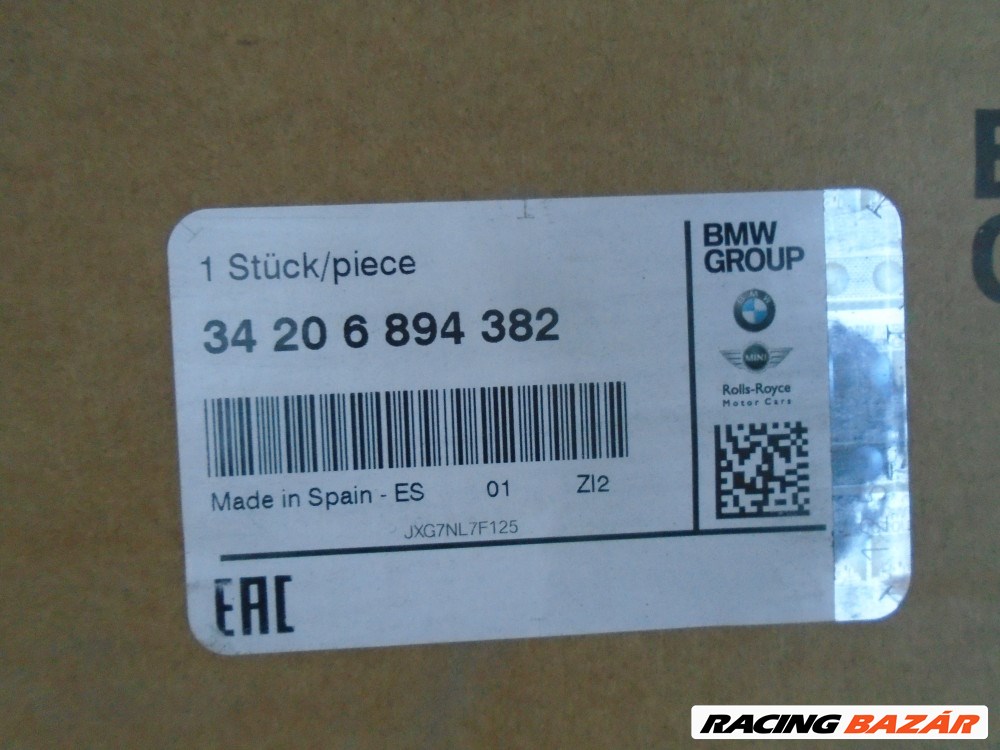 1 Stück/piece
34 20 6 894 382
Made in Spain - ES 01 ZI2
JXG7NL7F125
EAC
BMW
GROUP
MINI
Rolls-Royce
Motor Cars
RACING BAZÁR